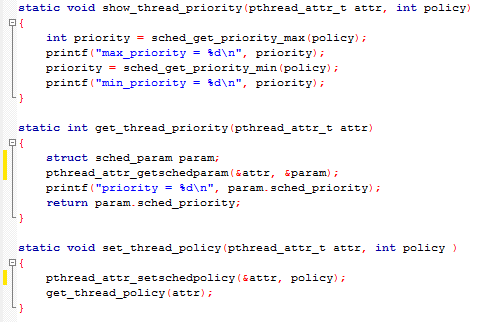 static void show_thread_priority(pthread_attr_t attr, int policy)
{
    int priority = sched_get_priority_max(policy);
    printf("max_priority = %d\n", priority);
    priority = sched_get_priority_min(policy);
    printf("min_priority = %d\n", priority);
}
static int get_thread_priority(pthread_attr_t attr)
{
    struct sched_param param;
    pthread_attr_getschedparam(&attr, &param);
    printf("priority = %d\n", param.sched_priority);
    return param.sched_priority;
}
static void set_thread_policy(pthread_attr_t attr, int policy )
{
    pthread_attr_setschedpolicy(&attr, policy);
    get_thread_policy(attr);
}